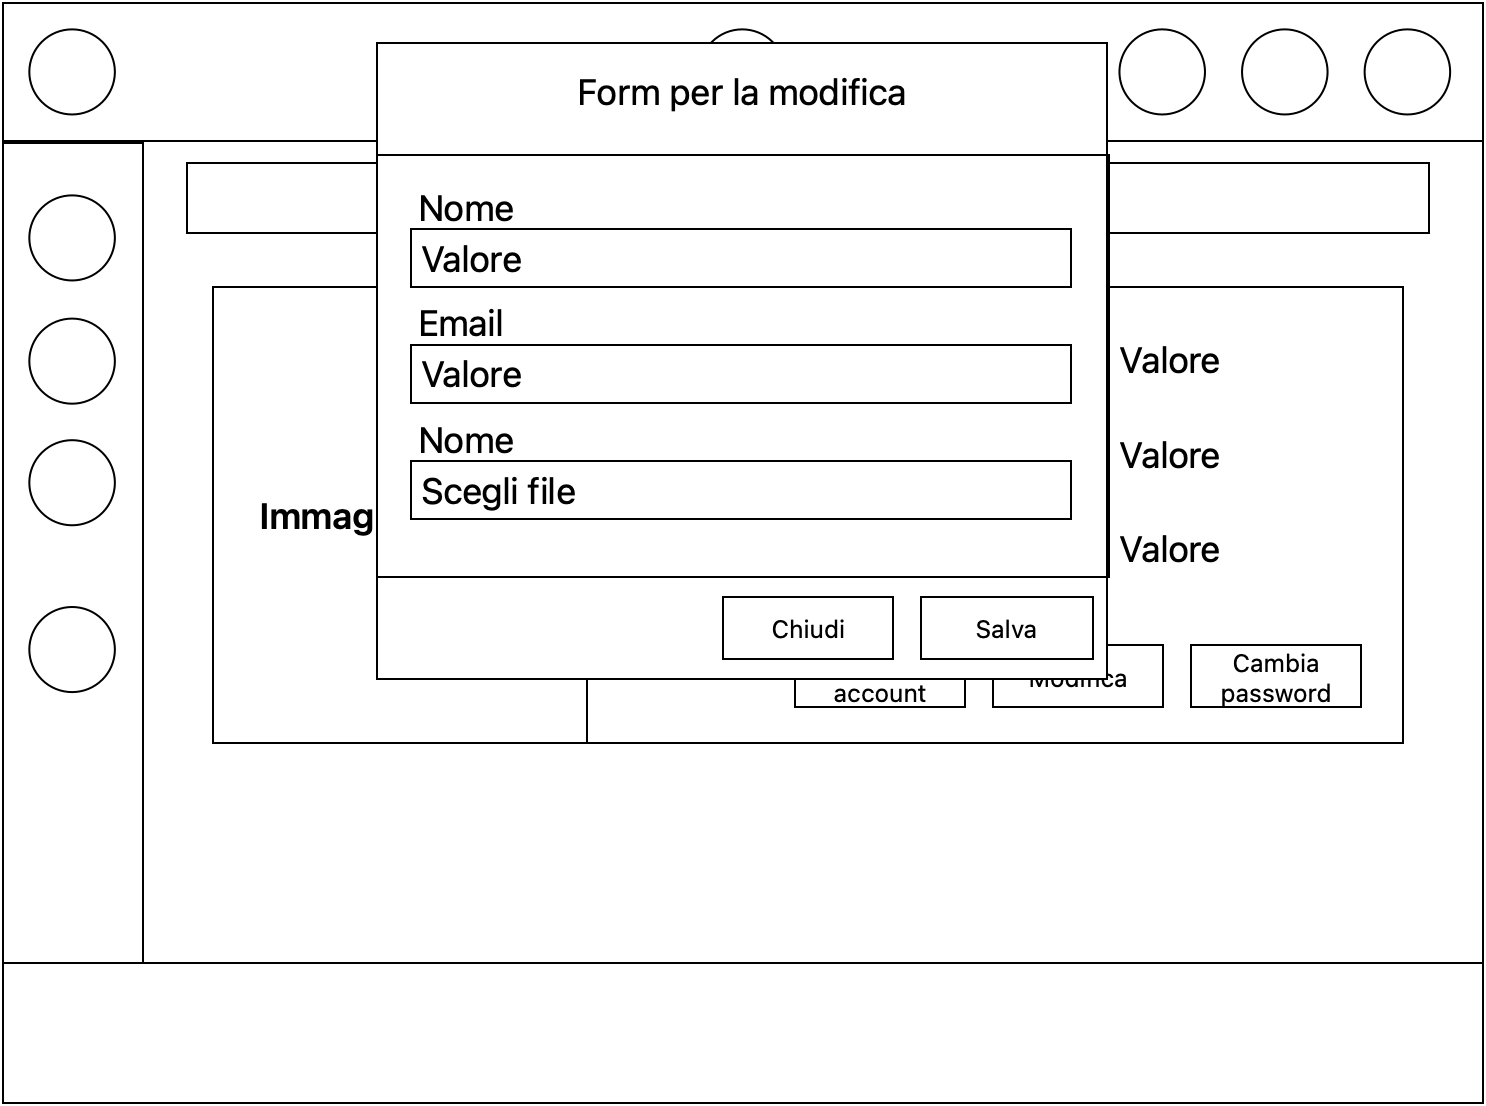 Form per la modifica
Nome
Valore
Email
Valore
Nome
Scegli file
Chiudi
Salva
Immag
Valore
Valore
Valore
account
Modifica
Cambia
password